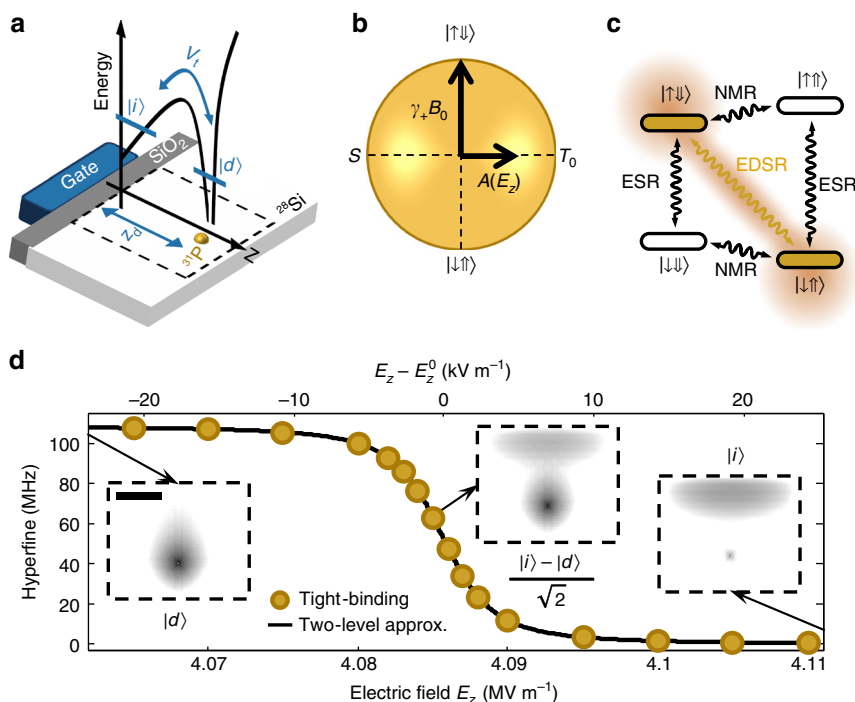 a
Energy
V_t
|i⟩
|d⟩
SiO₂
Gate
²⁸Si
z_d
³¹P
Z
b
|↑⇓⟩
γ₊B₀
S
T₀
A(E_z)
|↓⇑⟩
c
|↑⇓⟩
NMR
|↑⇑⟩
ESR
EDSR
ESR
|↓⇓⟩
NMR
|↓⇑⟩
d
E_z − E_z⁰ (kV m⁻¹)
−20 −10 0 10 20
Hyperfine (MHz)
100
80
60
40
20
0
|d⟩
|i⟩ − |d⟩
√2
|i⟩
Tight-binding
Two-level approx.
4.07 4.08 4.09 4.1 4.11
Electric field E_z (MV m⁻¹)